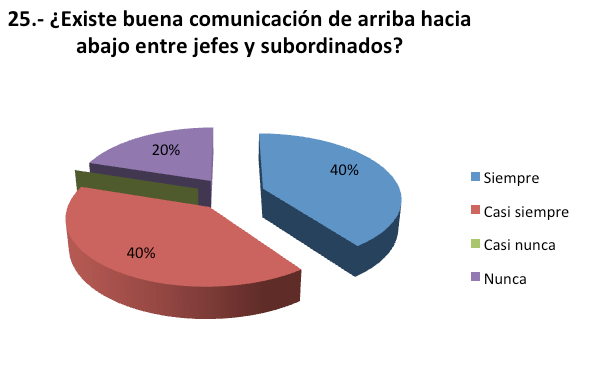 25.- ¿Existe buena comunicación de arriba hacia
abajo entre jefes y subordinados?
20%
40%
40%
Siempre
Casi siempre
Casi nunca
Nunca